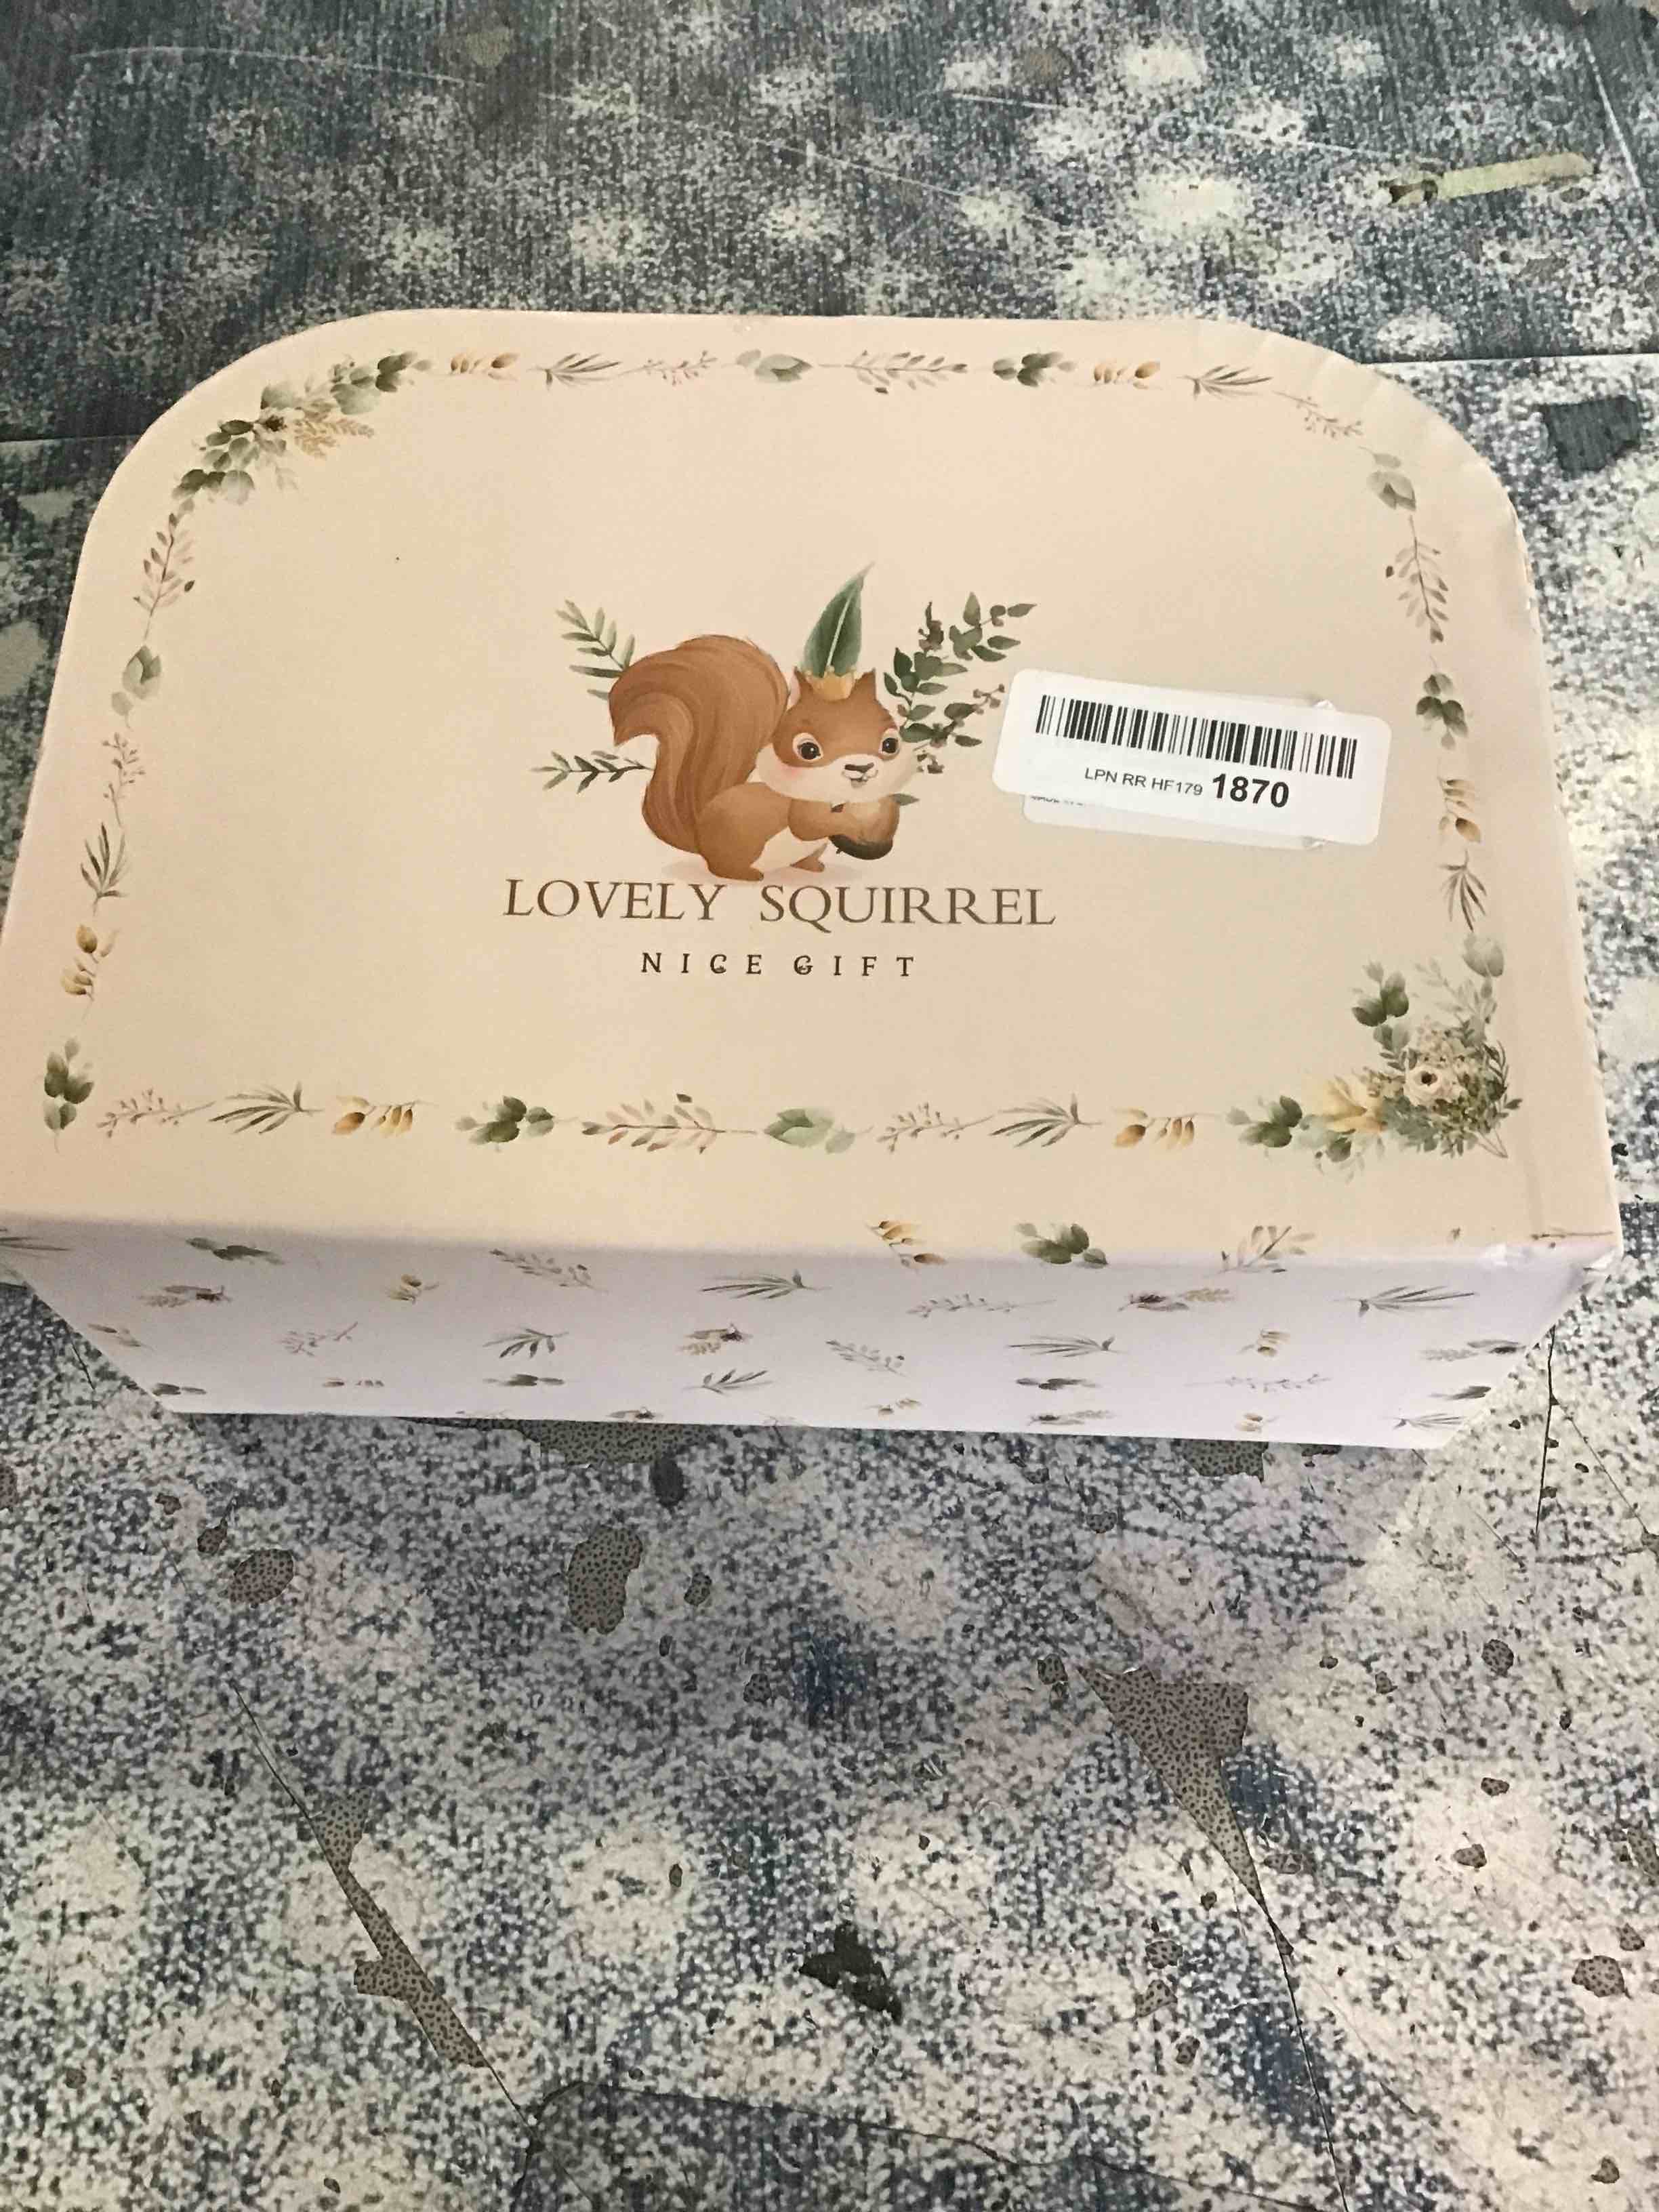 LPN RR HF179 1870
LOVELY SQUIRREL
NICE GIFT